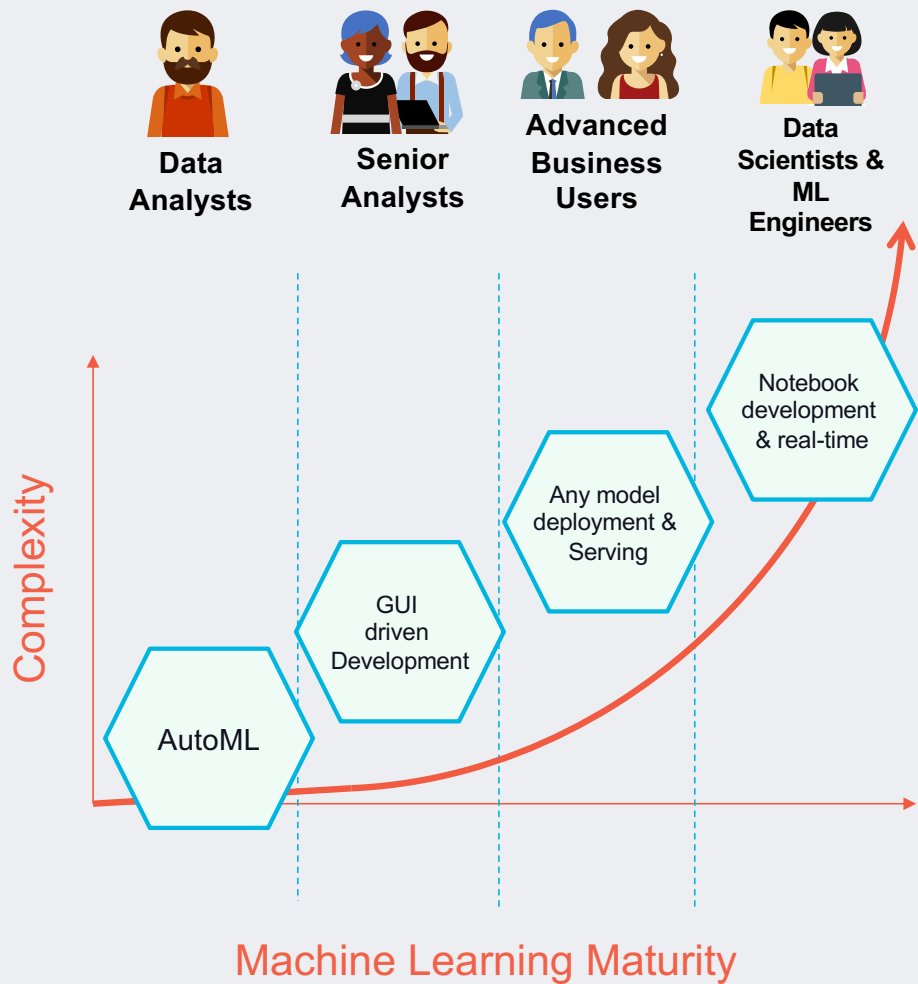 Data
Analysts
Senior
Analysts
Advanced
Business
Users
Data
Scientists &
ML
Engineers
Complexity
AutoML
GUI
driven
Development
Any model
deployment &
Serving
Notebook
development
& real-time
Machine Learning Maturity